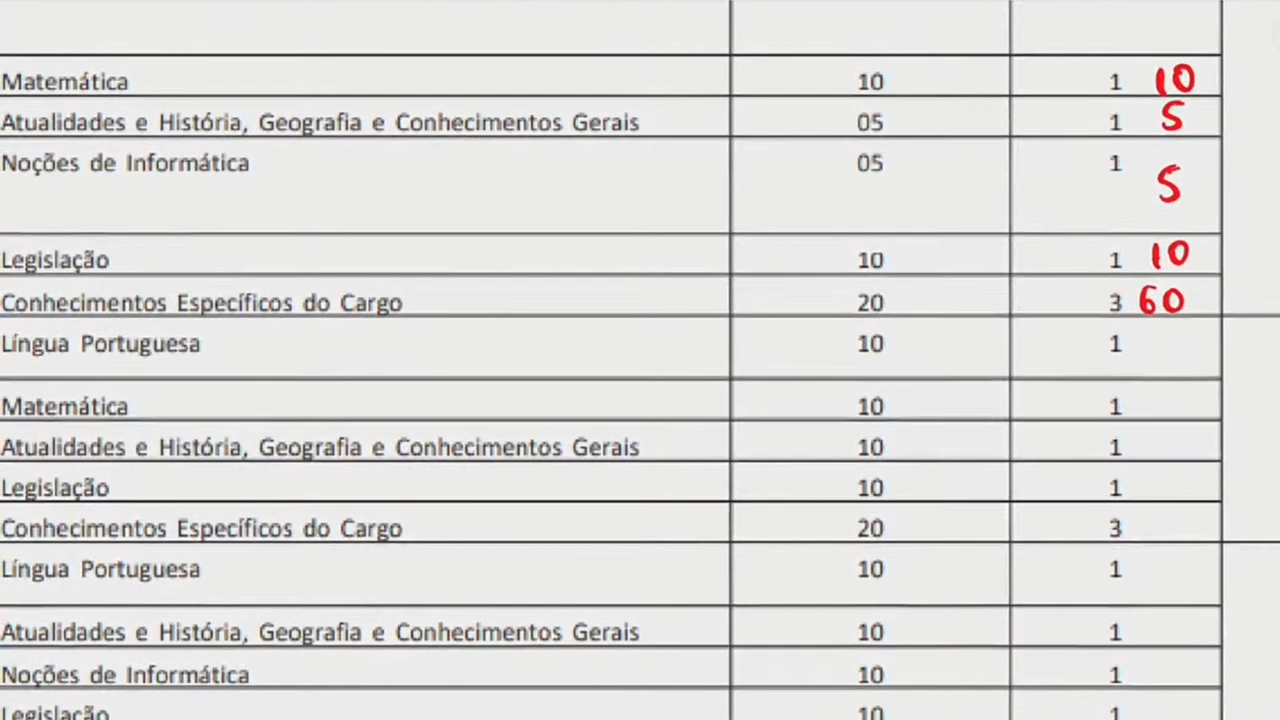 Matemática 10 1 10
Atualidades e História, Geografia e Conhecimentos Gerais 05 1 5
Noções de Informática 05 1 5
Legislação 10 1 10
Conhecimentos Específicos do Cargo 20 3 60
Língua Portuguesa 10 1
Matemática 10 1
Atualidades e História, Geografia e Conhecimentos Gerais 10 1
Legislação 10 1
Conhecimentos Específicos do Cargo 20 3
Língua Portuguesa 10 1
Atualidades e História, Geografia e Conhecimentos Gerais 10 1
Noções de Informática 10 1
Legislação 10 1